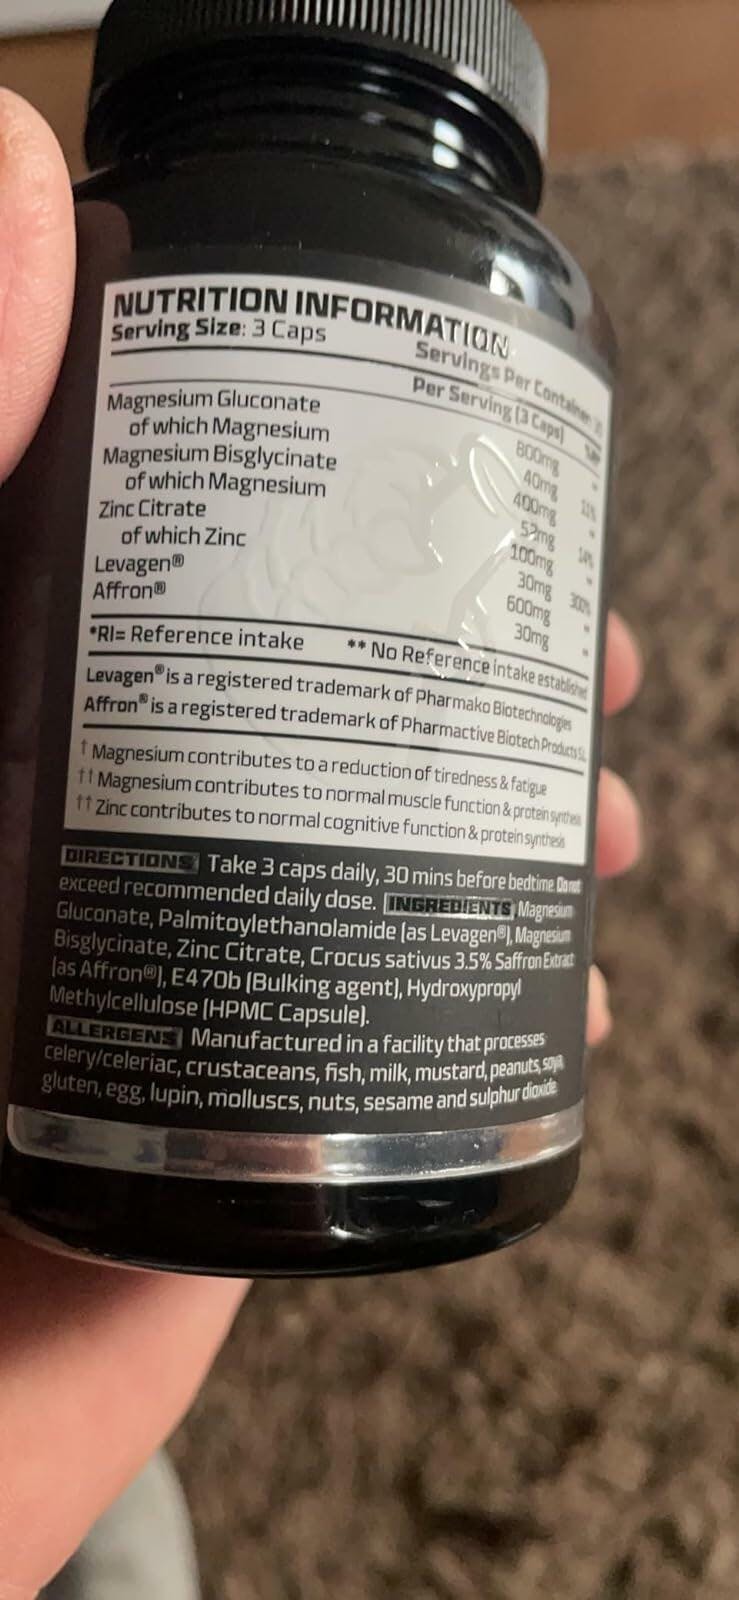 NUTRITION INFORMATION
Serving Size: 3 Caps
Servings Per Container
Per Serving (3 Caps)
Magnesium Gluconate 800mg **
of which Magnesium 40mg 11%
Magnesium Bisglycinate 400mg **
of which Magnesium 52mg 14%
Zinc Citrate 100mg **
of which Zinc 30mg 300%
Levagen® 600mg **
Affron® 30mg **
*RI= Reference intake ** No Reference intake established
Levagen® is a registered trademark of Pharmako Biotechnologies
Affron® is a registered trademark of Pharmactive Biotech Products SL
† Magnesium contributes to a reduction of tiredness & fatigue
†† Magnesium contributes to normal muscle function & protein synthesis
†† Zinc contributes to normal cognitive function & protein synthesis
DIRECTIONS Take 3 caps daily, 30 mins before bedtime. Do not
exceed recommended daily dose. INGREDIENTS Magnesium
Gluconate, Palmitoylethanolamide (as Levagen®), Magnesium
Bisglycinate, Zinc Citrate, Crocus sativus 3.5% Saffron Extract
(as Affron®), E470b (Bulking agent), Hydroxypropyl
Methylcellulose (HPMC Capsule).
ALLERGENS Manufactured in a facility that processes
celery/celeriac, crustaceans, fish, milk, mustard, peanuts, soya,
gluten, egg, lupin, molluscs, nuts, sesame and sulphur dioxide.